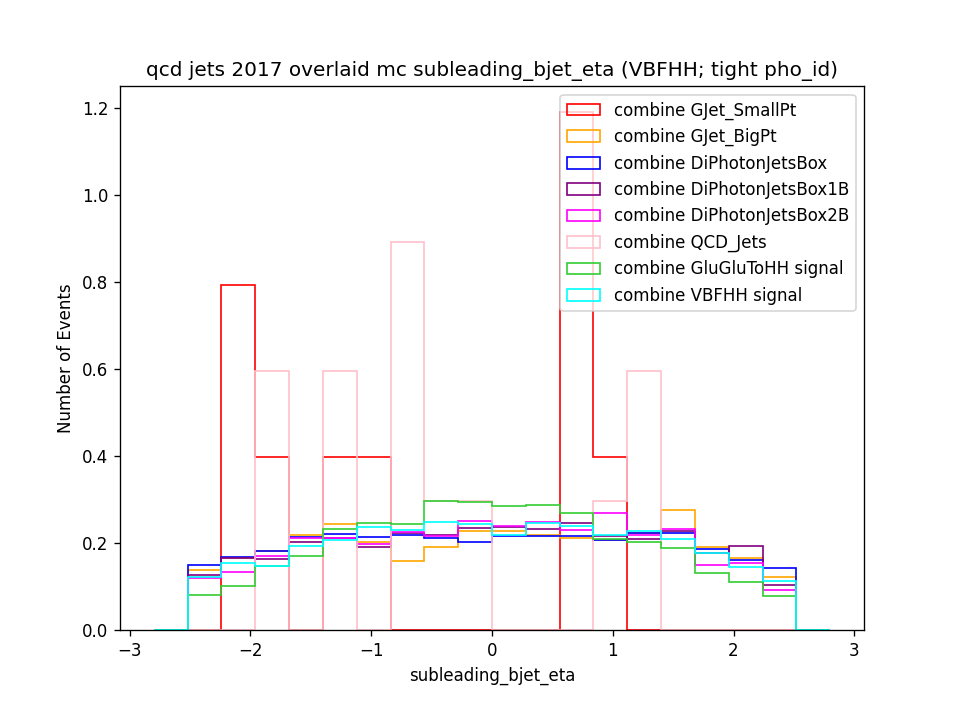 qcd jets 2017 overlaid mc subleading_bjet_eta (VBFHH; tight pho_id)
1.2
1.0
0.8
0.6
0.4
0.2
0.0
Number of Events
combine GJet_SmallPt
combine GJet_BigPt
combine DiPhotonJetsBox
combine DiPhotonJetsBox1B
combine DiPhotonJetsBox2B
combine QCD_Jets
combine GluGluToHH signal
combine VBFHH signal
−3 −2 −1 0 1 2 3
subleading_bjet_eta